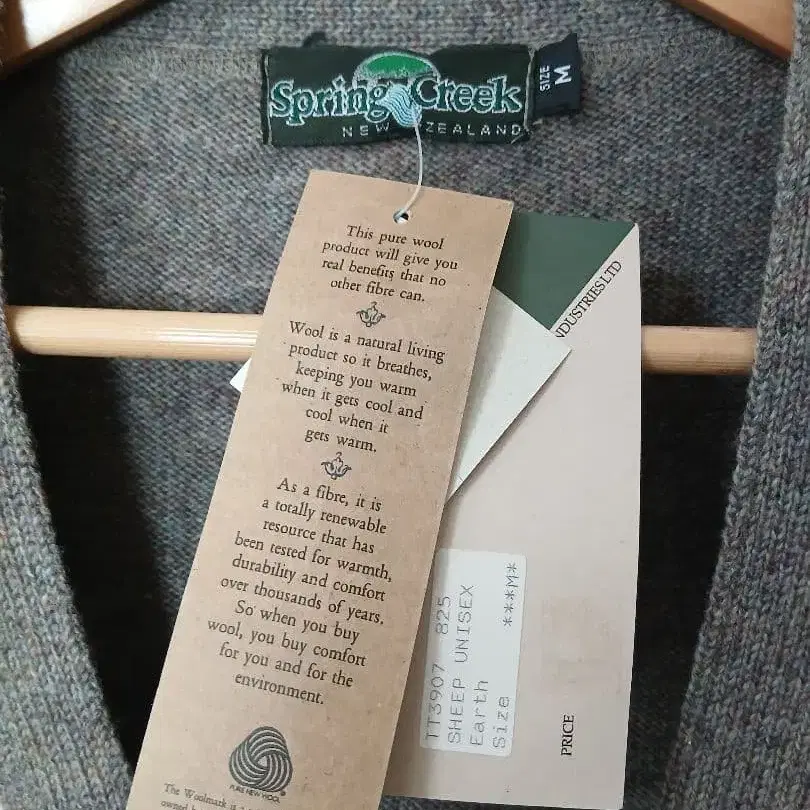 Spring Creek
NEW ZEALAND
SIZE
M
This pure wool
product will give you
real benefits that no
other fibre can.
Wool is a natural living
product so it breathes,
keeping you warm
when it gets cool and
cool when it
gets warm.
As a fibre, it is
a totally renewable
resource that has
been tested for warmth,
durability and comfort
over thousands of years.
So when you buy
wool, you buy comfort
for you and for the
environment.
PURE NEW WOOL
The Woolmark is
owned b
NDUSTRIES LTD
TT3907 825
SHEEP UNISEX
Earth
Size ***M*
PRICE